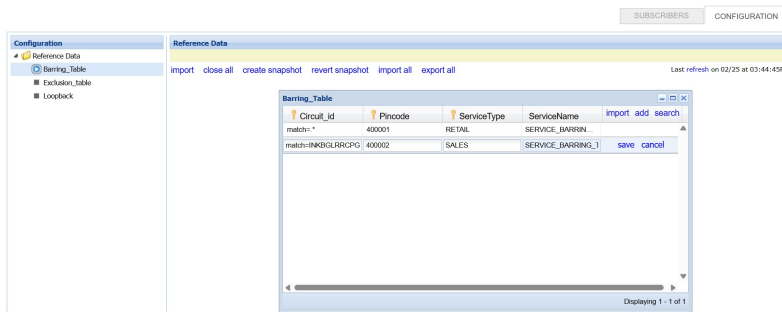 SUBSCRIBERS CONFIGURATION
Configuration
Reference Data
Barring_Table
Exclusion_table
Loopback
Reference Data
import close all create snapshot revert snapshot import all export all
Last refresh on 02/25 at 03:44:45
Barring_Table
Circuit_id Pincode ServiceType ServiceName import add search
match=.* 400001 RETAIL SERVICE_BARRIN...
match=INKBGLRRCPG 400002 SALES SERVICE_BARRING_T save cancel
Displaying 1 - 1 of 1